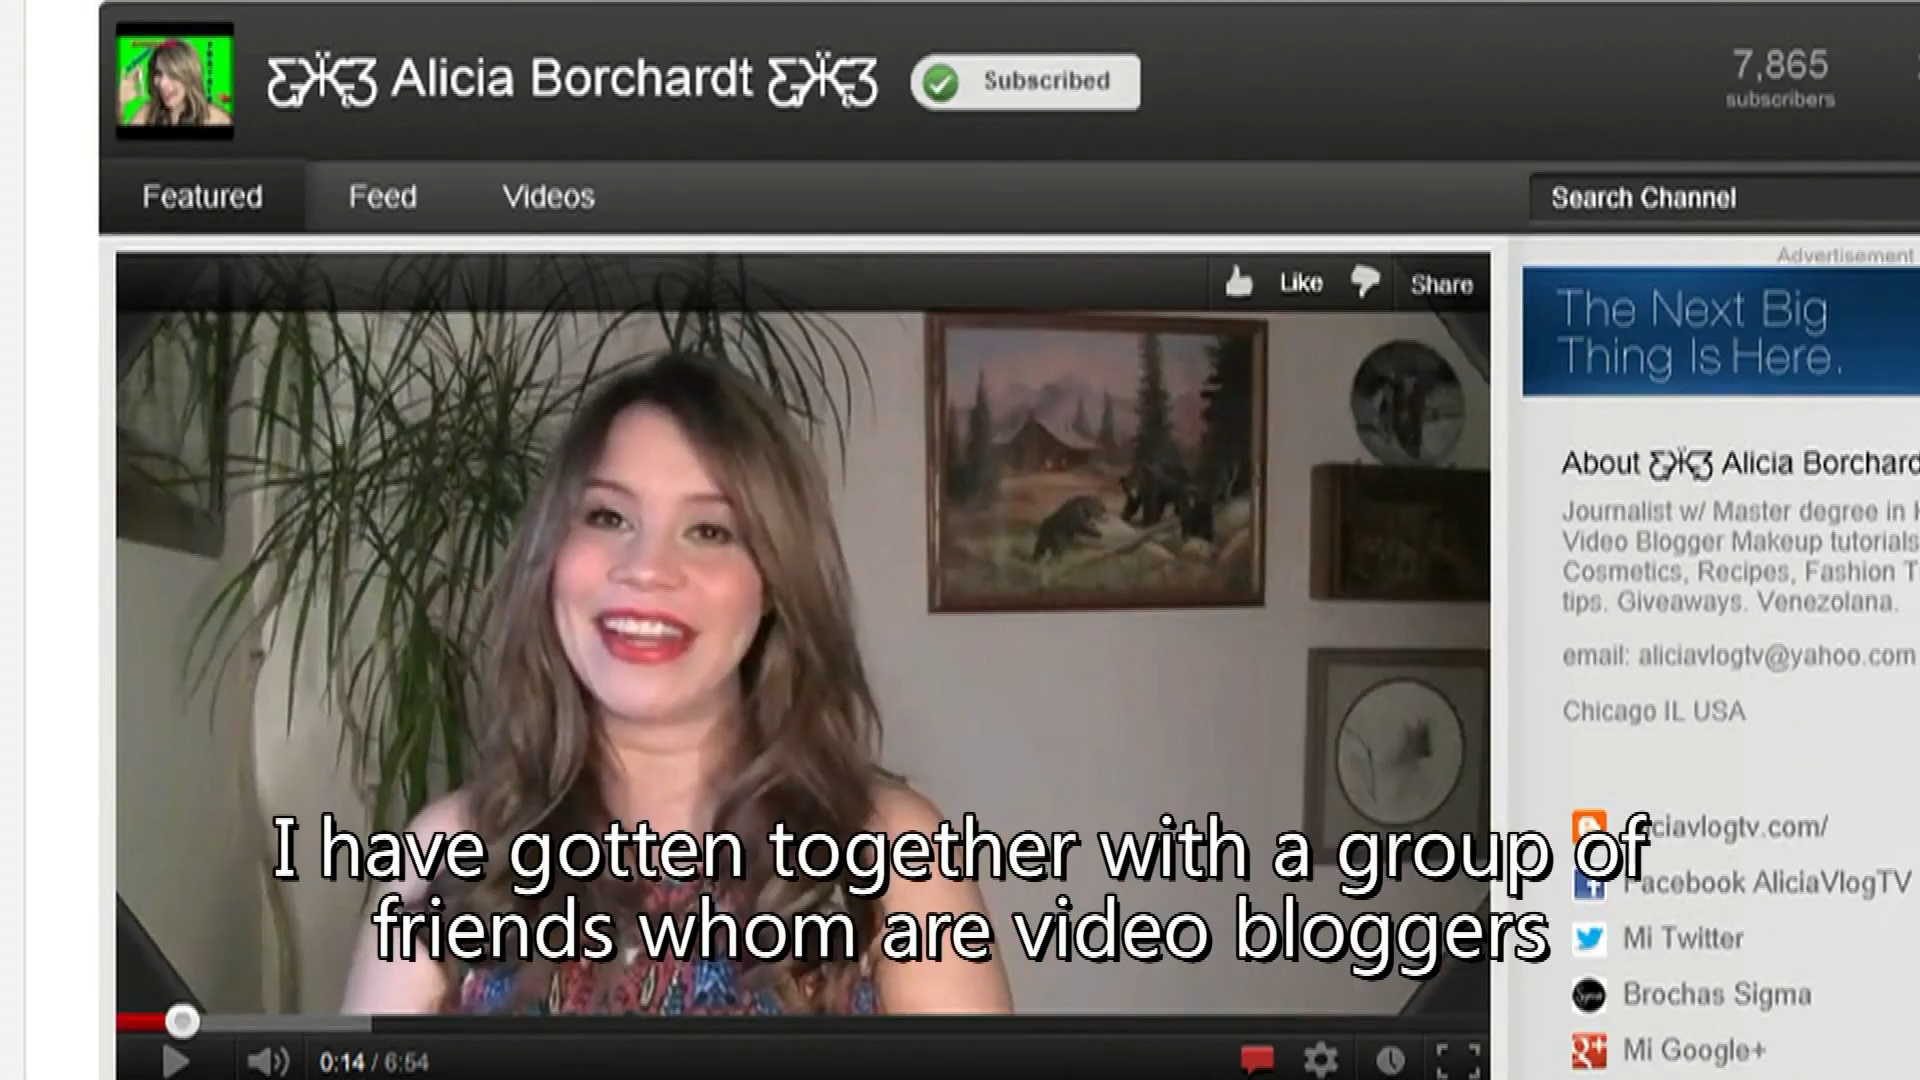 Ƹ̵̡Ӝ̵̨̄Ʒ Alicia Borchardt Ƹ̵̡Ӝ̵̨̄Ʒ
Subscribed
7,865
subscribers
Featured Feed Videos
Search Channel
Like Share
Advertisement
The Next Big
Thing Is Here.
About Ƹ̵̡Ӝ̵̨̄Ʒ Alicia Borchard
Journalist w/ Master degree in
Video Blogger Makeup tutorials
Cosmetics, Recipes, Fashion T
tips. Giveaways. Venezolana.
email: aliciavlogtv@yahoo.com
Chicago IL USA
ciavlogtv.com/
Facebook AliciaVlogTV
Mi Twitter
Brochas Sigma
Mi Google+
I have gotten together with a group of
friends whom are video bloggers
0:14 / 6:54